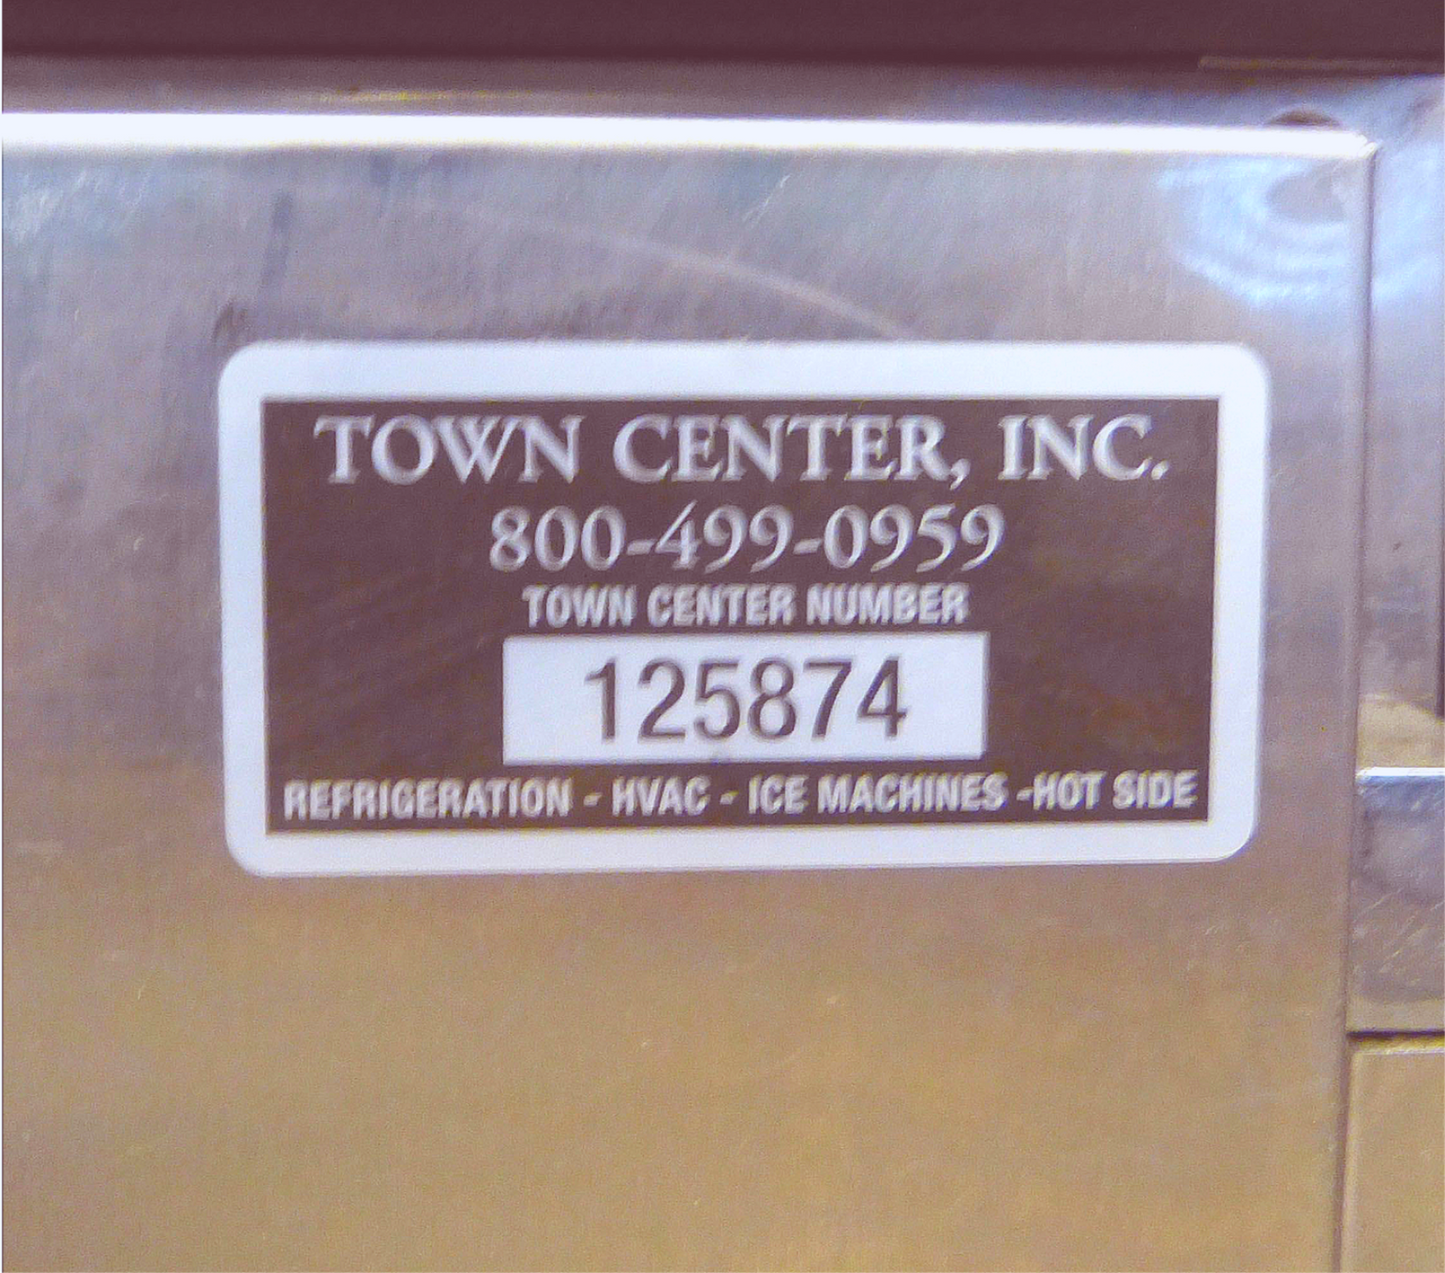 TOWN CENTER, INC.
800-499-0959
TOWN CENTER NUMBER
125874
REFRIGERATION - HVAC - ICE MACHINES -HOT SIDE